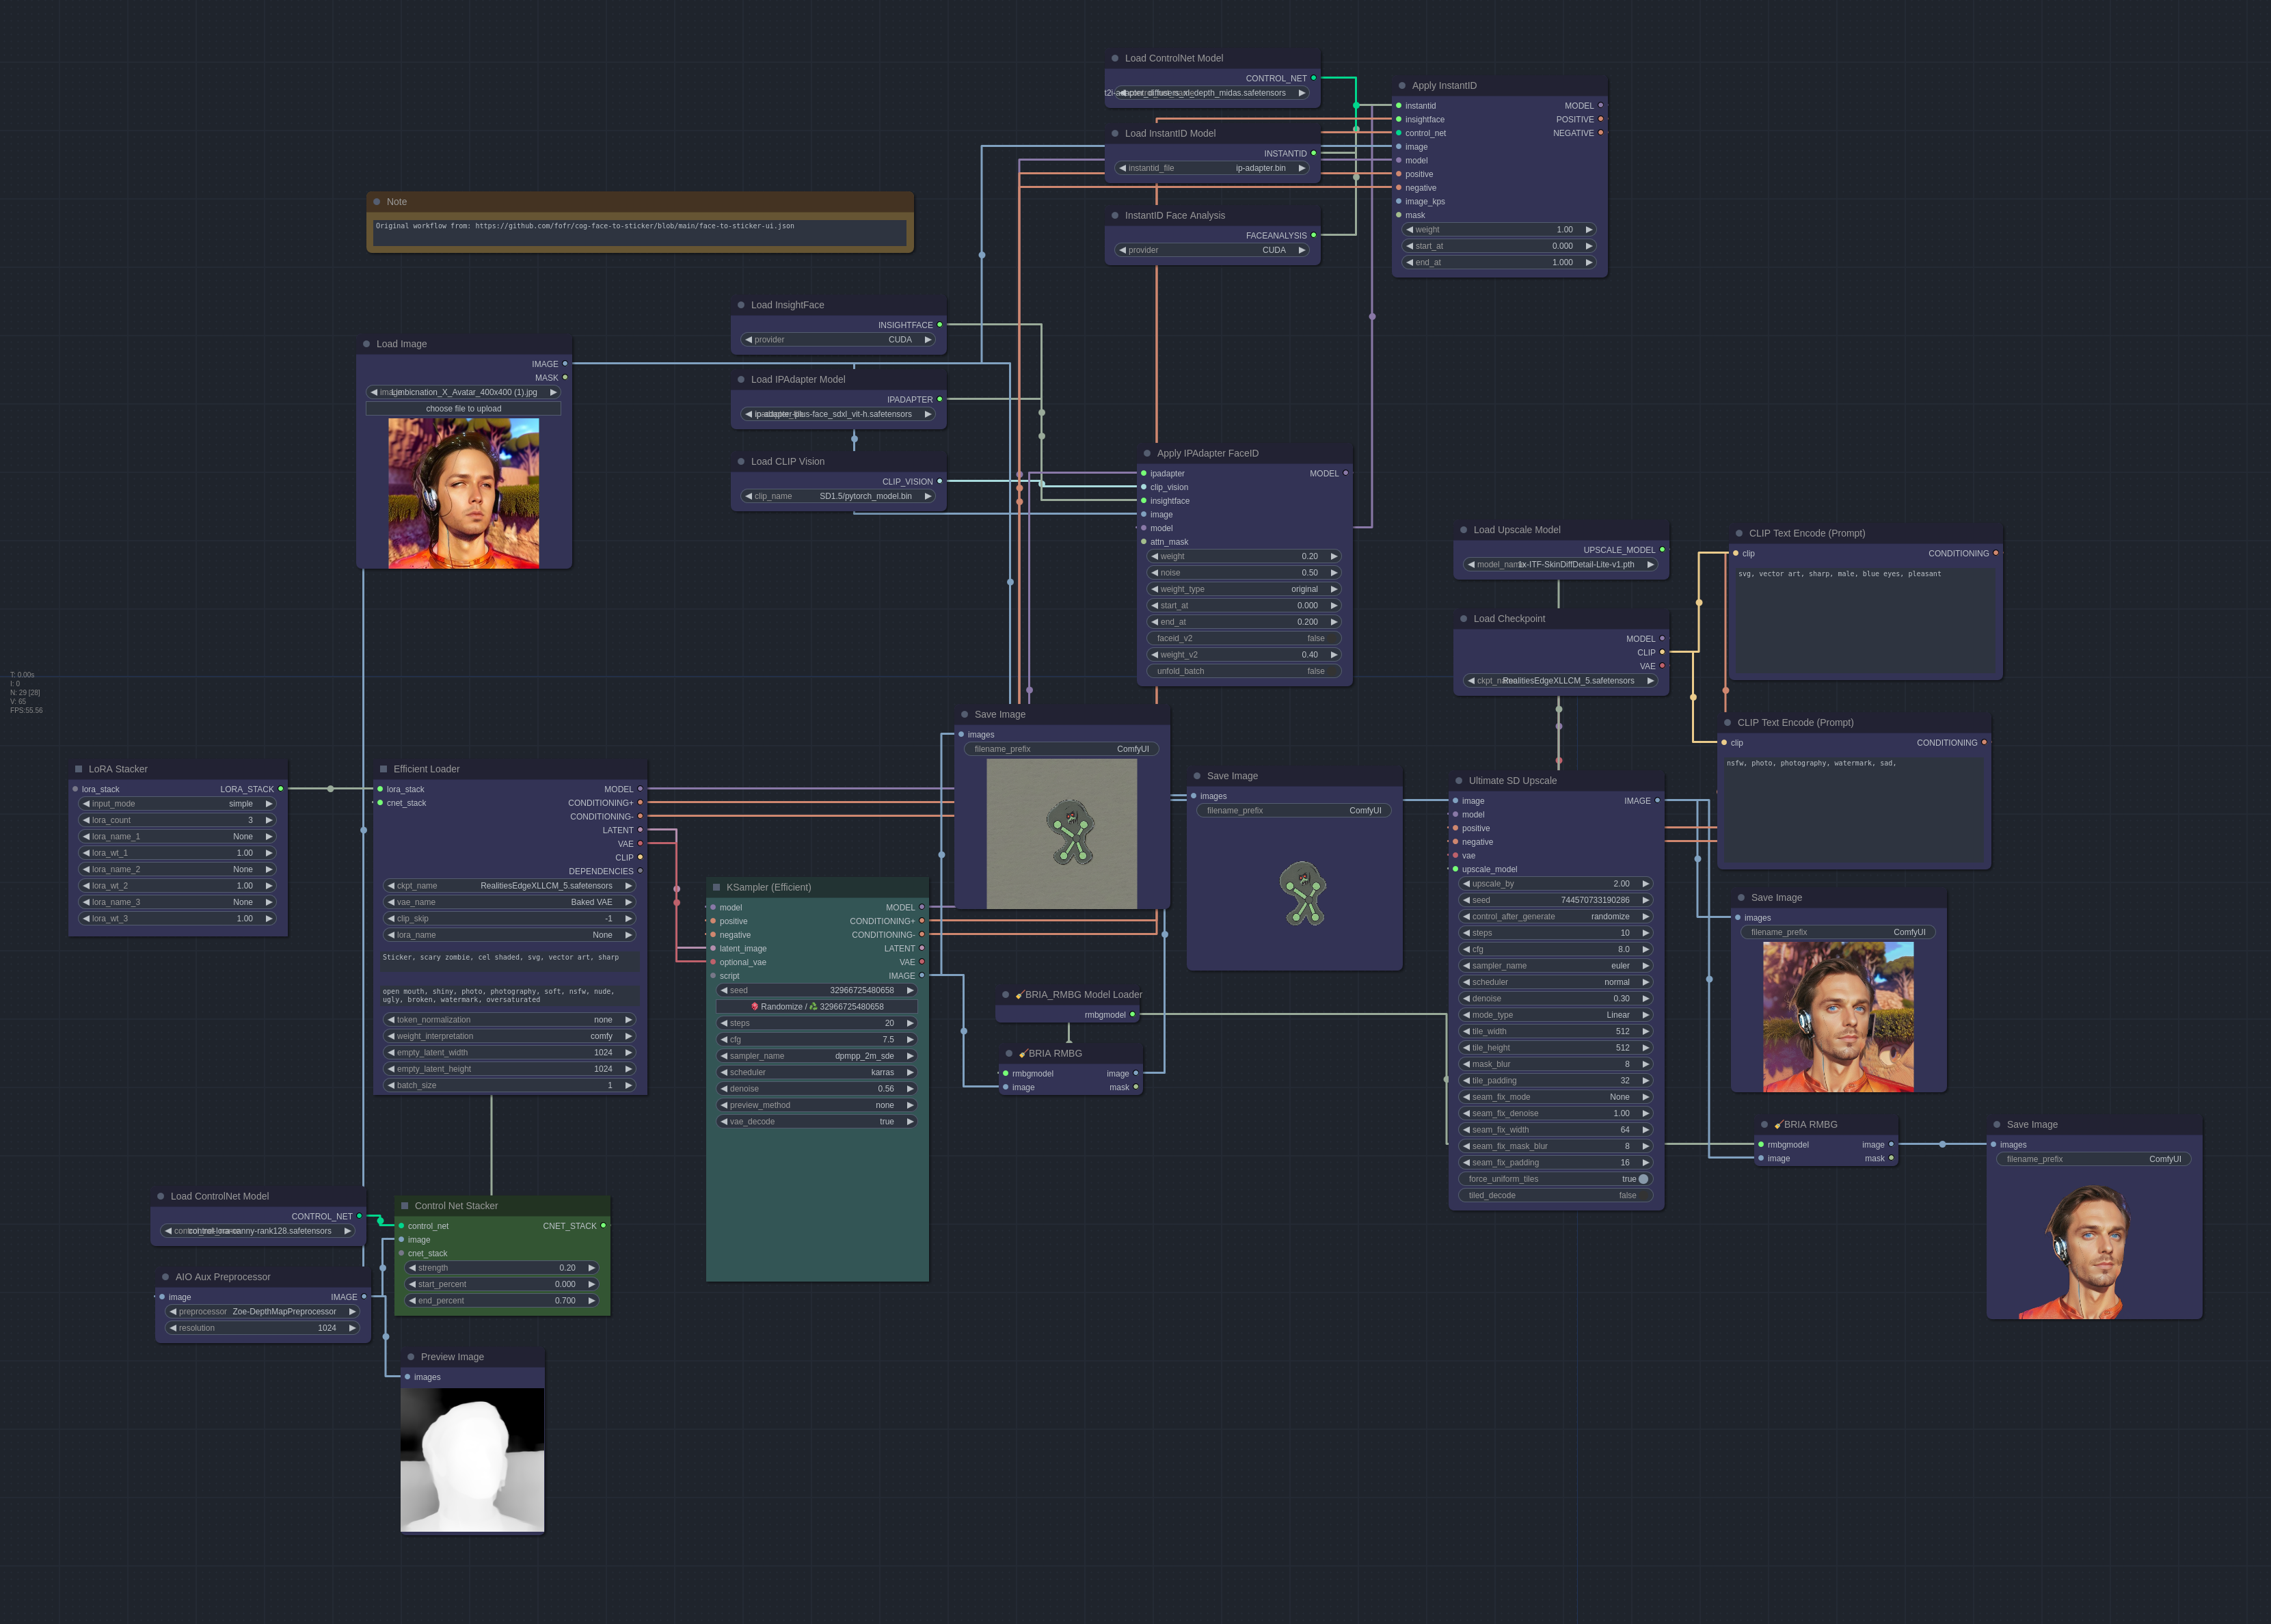 Load ControlNet Model
CONTROL_NET
t2i-adapter_diffusers_xl_depth_midas.safetensors
Load InstantID Model
INSTANTID
instantid_file ip-adapter.bin
InstantID Face Analysis
FACEANALYSIS
provider CUDA
Apply InstantID
instantid MODEL
insightface POSITIVE
control_net NEGATIVE
image
model
positive
negative
image_kps
mask
weight 1.00
start_at 0.000
end_at 1.000
Note
Original workflow from: https://github.com/fofr/cog-face-to-sticker/blob/main/face-to-sticker-ui.json
Load InsightFace
INSIGHTFACE
provider CUDA
Load Image
IMAGE
MASK
Limbicnation_X_Avatar_400x400 (1).jpg
choose file to upload
Load IPAdapter Model
IPADAPTER
ip-adapter-plus-face_sdxl_vit-h.safetensors
Load CLIP Vision
CLIP_VISION
clip_name SD1.5/pytorch_model.bin
Apply IPAdapter FaceID
ipadapter MODEL
clip_vision
insightface
image
model
attn_mask
weight 0.20
noise 0.50
weight_type original
start_at 0.000
end_at 0.200
faceid_v2 false
weight_v2 0.40
unfold_batch false
Load Upscale Model
UPSCALE_MODEL
1x-ITF-SkinDiffDetail-Lite-v1.pth
Load Checkpoint
MODEL
CLIP
VAE
RealitiesEdgeXLLCM_5.safetensors
CLIP Text Encode (Prompt)
clip CONDITIONING
svg, vector art, sharp, male, blue eyes, pleasant
CLIP Text Encode (Prompt)
clip CONDITIONING
nsfw, photo, photography, watermark, sad,
T: 0.00s
I: 0
N: 29 [28]
V: 65
FPS:55.56
LoRA Stacker
lora_stack LORA_STACK
input_mode simple
lora_count 3
lora_name_1 None
lora_wt_1 1.00
lora_name_2 None
lora_wt_2 1.00
lora_name_3 None
lora_wt_3 1.00
Efficient Loader
lora_stack MODEL
cnet_stack CONDITIONING+
CONDITIONING-
LATENT
VAE
CLIP
DEPENDENCIES
ckpt_name RealitiesEdgeXLLCM_5.safetensors
vae_name Baked VAE
clip_skip -1
lora_name None
Sticker, scary zombie, cel shaded, svg, vector art, sharp
open mouth, shiny, photo, photography, soft, nsfw, nude,
ugly, broken, watermark, oversaturated
token_normalization none
weight_interpretation comfy
empty_latent_width 1024
empty_latent_height 1024
batch_size 1
KSampler (Efficient)
model MODEL
positive CONDITIONING+
negative CONDITIONING-
latent_image LATENT
optional_vae VAE
script IMAGE
seed 32966725480658
Randomize / 32966725480658
steps 20
cfg 7.5
sampler_name dpmpp_2m_sde
scheduler karras
denoise 0.56
preview_method none
vae_decode true
Save Image
images
filename_prefix ComfyUI
Save Image
images
filename_prefix ComfyUI
BRIA_RMBG Model Loader
rmbgmodel
BRIA RMBG
rmbgmodel image
image mask
Ultimate SD Upscale
image IMAGE
model
positive
negative
vae
upscale_model
upscale_by 2.00
seed 744570733190286
control_after_generate randomize
steps 10
cfg 8.0
sampler_name euler
scheduler normal
denoise 0.30
mode_type Linear
tile_width 512
tile_height 512
mask_blur 8
tile_padding 32
seam_fix_mode None
seam_fix_denoise 1.00
seam_fix_width 64
seam_fix_mask_blur 8
seam_fix_padding 16
force_uniform_tiles true
tiled_decode false
Save Image
images
filename_prefix ComfyUI
BRIA RMBG
rmbgmodel image
image mask
Save Image
images
filename_prefix ComfyUI
Load ControlNet Model
CONTROL_NET
control-lora-canny-rank128.safetensors
Control Net Stacker
control_net CNET_STACK
image
cnet_stack
strength 0.20
start_percent 0.000
end_percent 0.700
AIO Aux Preprocessor
image IMAGE
preprocessor Zoe-DepthMapPreprocessor
resolution 1024
Preview Image
images